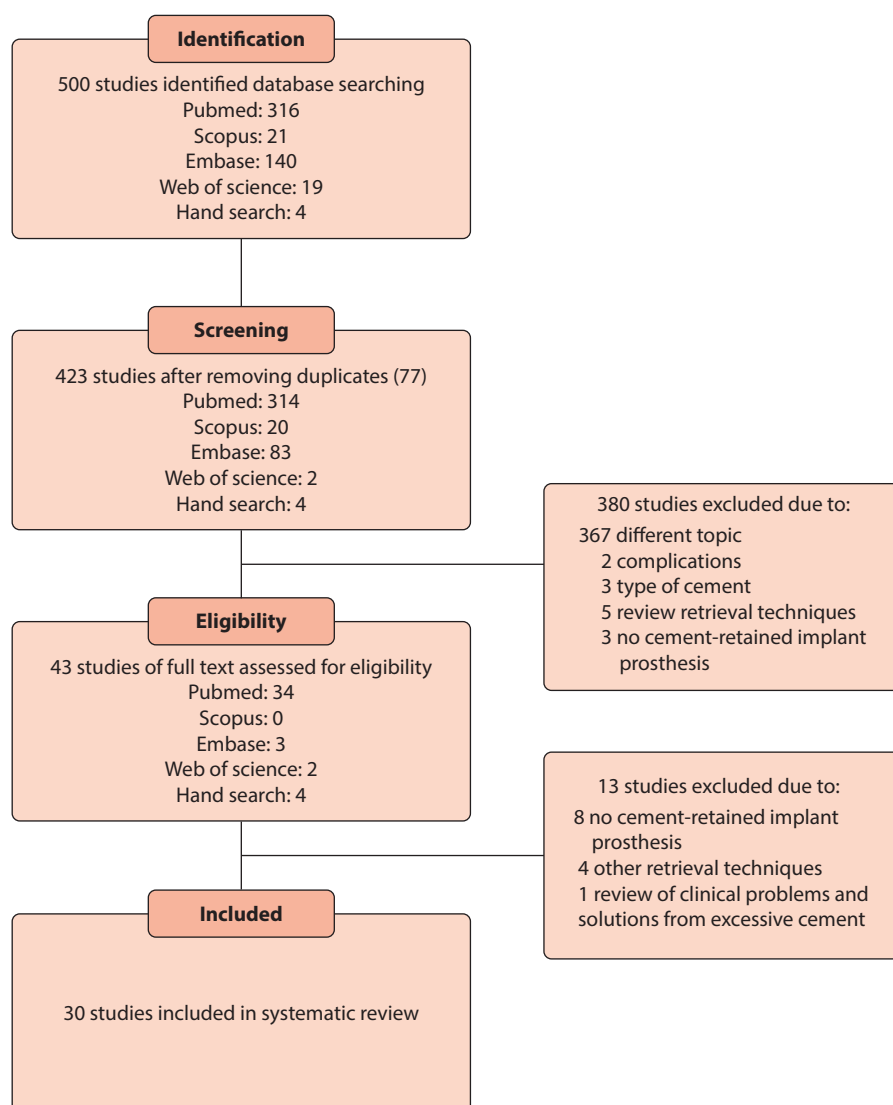 Identification
500 studies identified database searching
Pubmed: 316
Scopus: 21
Embase: 140
Web of science: 19
Hand search: 4
Screening
423 studies after removing duplicates (77)
Pubmed: 314
Scopus: 20
Embase: 83
Web of science: 2
Hand search: 4
380 studies excluded due to:
367 different topic
2 complications
3 type of cement
5 review retrieval techniques
3 no cement-retained implant
prosthesis
Eligibility
43 studies of full text assessed for eligibility
Pubmed: 34
Scopus: 0
Embase: 3
Web of science: 2
Hand search: 4
13 studies excluded due to:
8 no cement-retained implant
prosthesis
4 other retrieval techniques
1 review of clinical problems and
solutions from excessive cement
Included
30 studies included in systematic review